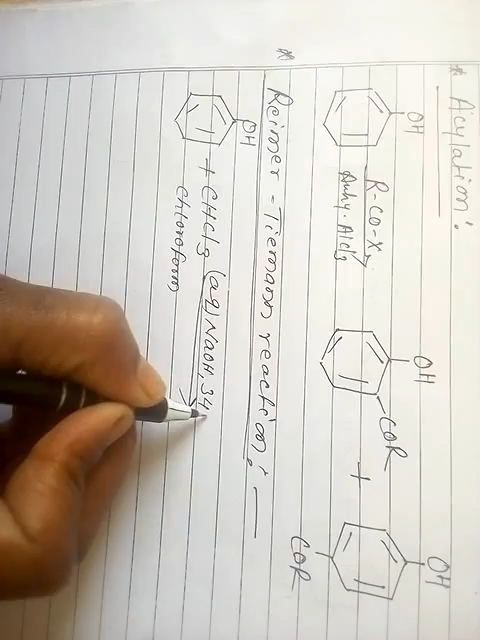 * Acylation:
OH
R-CO-X
Anhy. AlCl3
OH
COR
+
OH
COR
* Reimer-Tiemann reaction: —
OH
+ CHCl3 (aq) NaOH, 34
chloroform